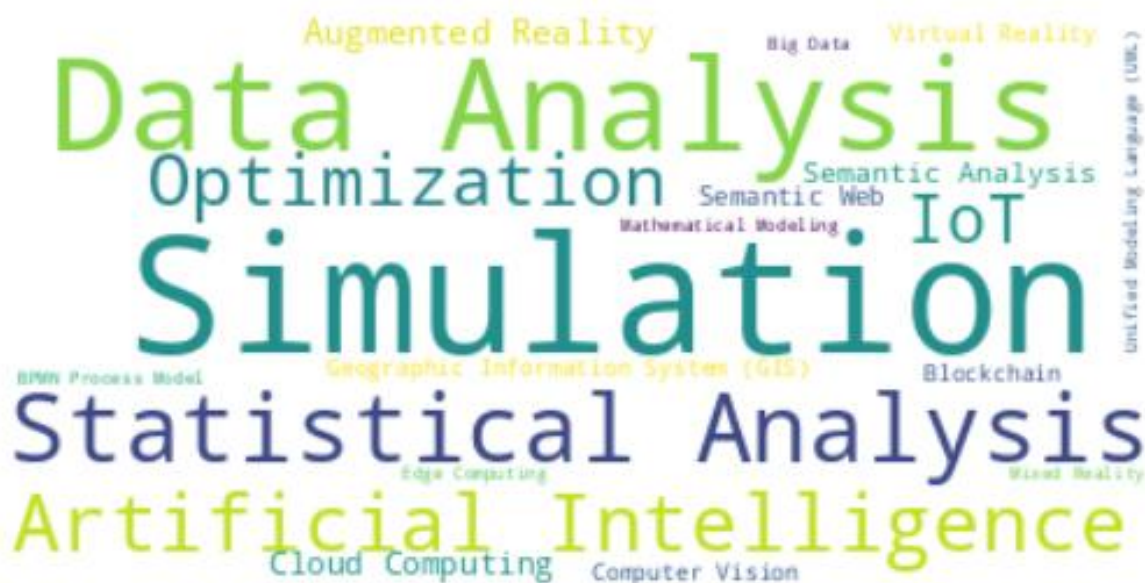 Augmented Reality
Big Data
Virtual Reality
Data Analysis
Unified Modeling Language (UML)
Optimization
Semantic Analysis
Semantic Web
IoT
Mathematical Modeling
Simulation
Geographic Information System (GIS)
BPMN Process Model
Blockchain
Statistical Analysis
Edge Computing
Mixed Reality
Artificial Intelligence
Cloud Computing
Computer Vision